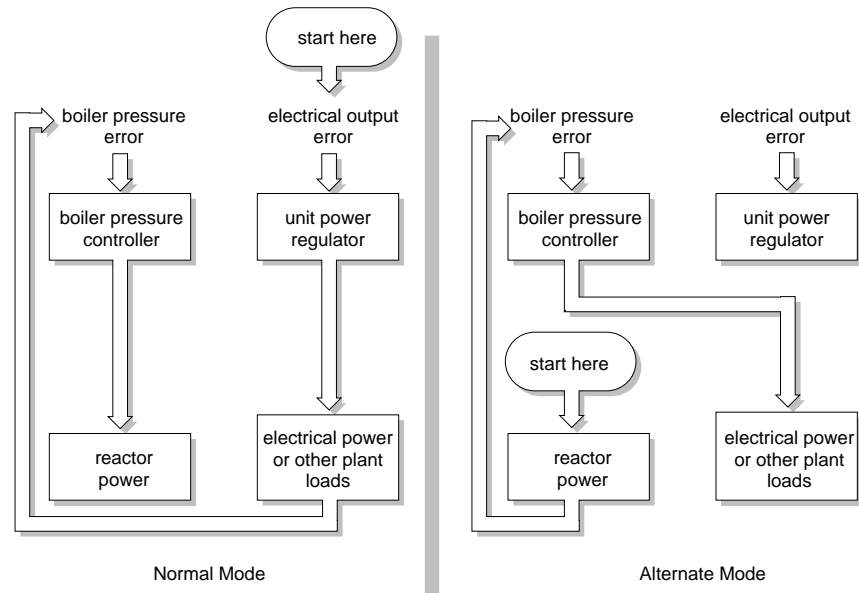 start here
boiler pressure
error
electrical output
error
boiler pressure
controller
unit power
regulator
reactor
power
electrical power
or other plant
loads
Normal Mode
boiler pressure
error
electrical output
error
boiler pressure
controller
unit power
regulator
start here
reactor
power
electrical power
or other plant
loads
Alternate Mode